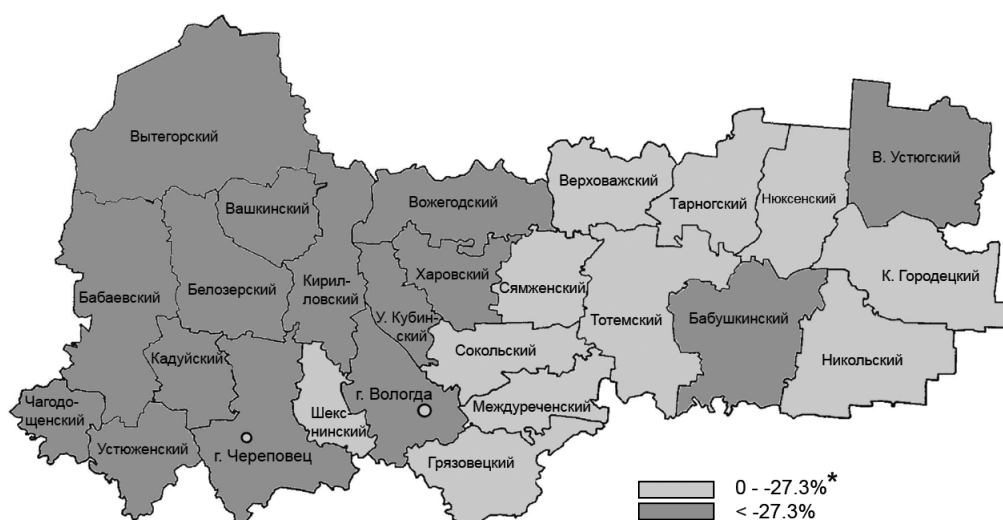 Вытегорский
В. Устюгский
Верховажский
Тарногский
Нюксенский
Вашкинский
Вожегодский
Бабаевский
Белозерский
Кирил-
ловский
Харовский
Сямженский
К. Городецкий
У. Кубин-
ский
Тотемский
Бабушкинский
Сокольский
Никольский
Кадуйский
Чагодо-
щенский
Шекс-
нинский
г. Вологда
Междуреченский
Устюженский
г. Череповец
Грязовецкий
0 - -27.3%*
< -27.3%